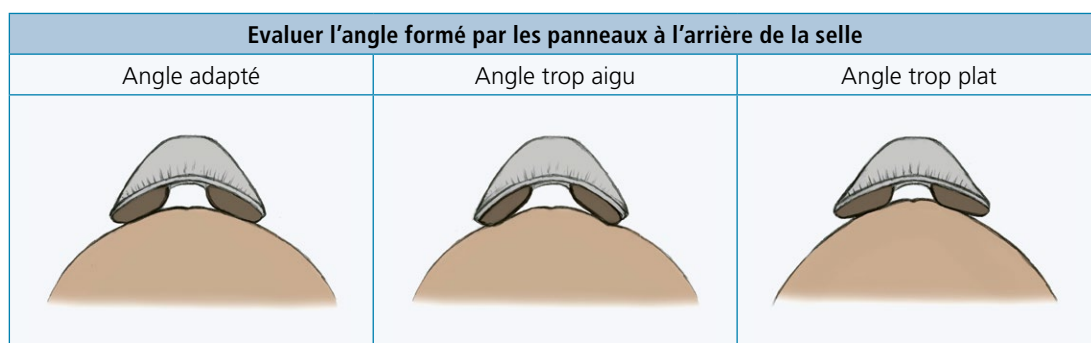 Evaluer l’angle formé par les panneaux à l’arrière de la selle
Angle adapté
Angle trop aigu
Angle trop plat